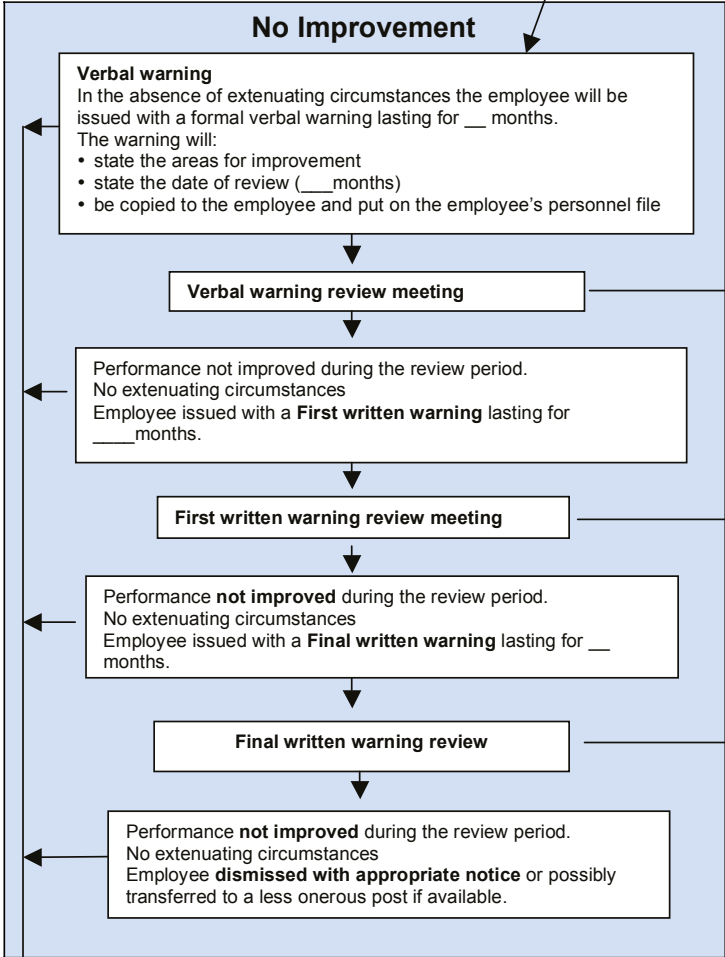 No Improvement
Verbal warning
In the absence of extenuating circumstances the employee will be
issued with a formal verbal warning lasting for __ months.
The warning will:
• state the areas for improvement
• state the date of review (___months)
• be copied to the employee and put on the employee's personnel file
Verbal warning review meeting
Performance not improved during the review period.
No extenuating circumstances
Employee issued with a First written warning lasting for
____months.
First written warning review meeting
Performance not improved during the review period.
No extenuating circumstances
Employee issued with a Final written warning lasting for __
months.
Final written warning review
Performance not improved during the review period.
No extenuating circumstances
Employee dismissed with appropriate notice or possibly
transferred to a less onerous post if available.